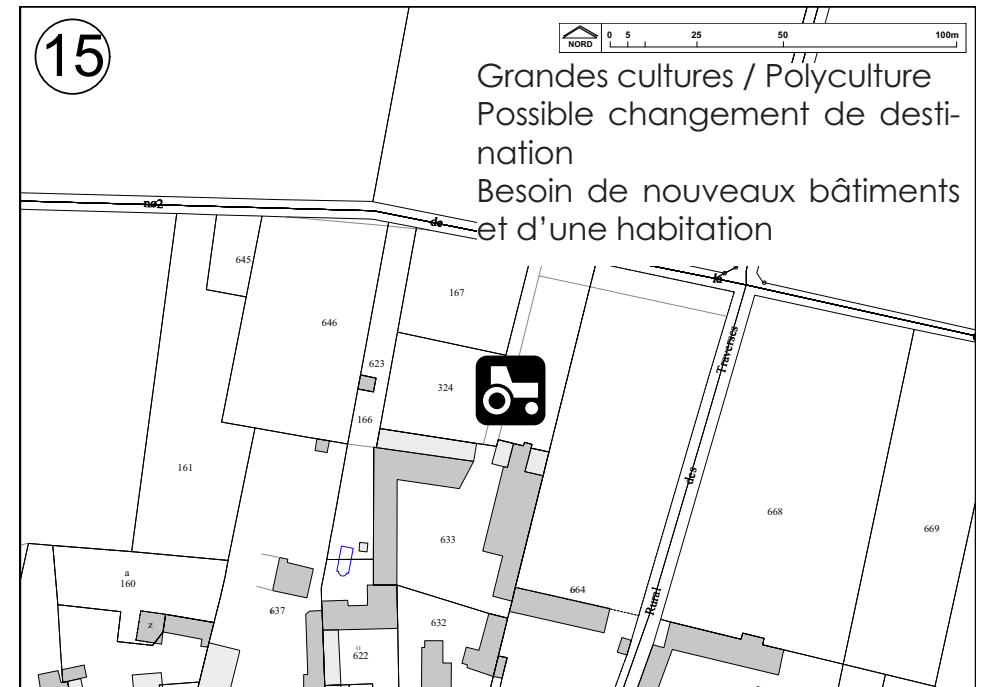 15
NORD
0 5 25 50 100m
Grandes cultures / Polyculture
Possible changement de desti-
nation
Besoin de nouveaux bâtiments
et d'une habitation
no2
de
la
645
167
646
Traverses
623
324
166
161
des
668
669
633
a
160
664
Rural
637
z
632
11
622